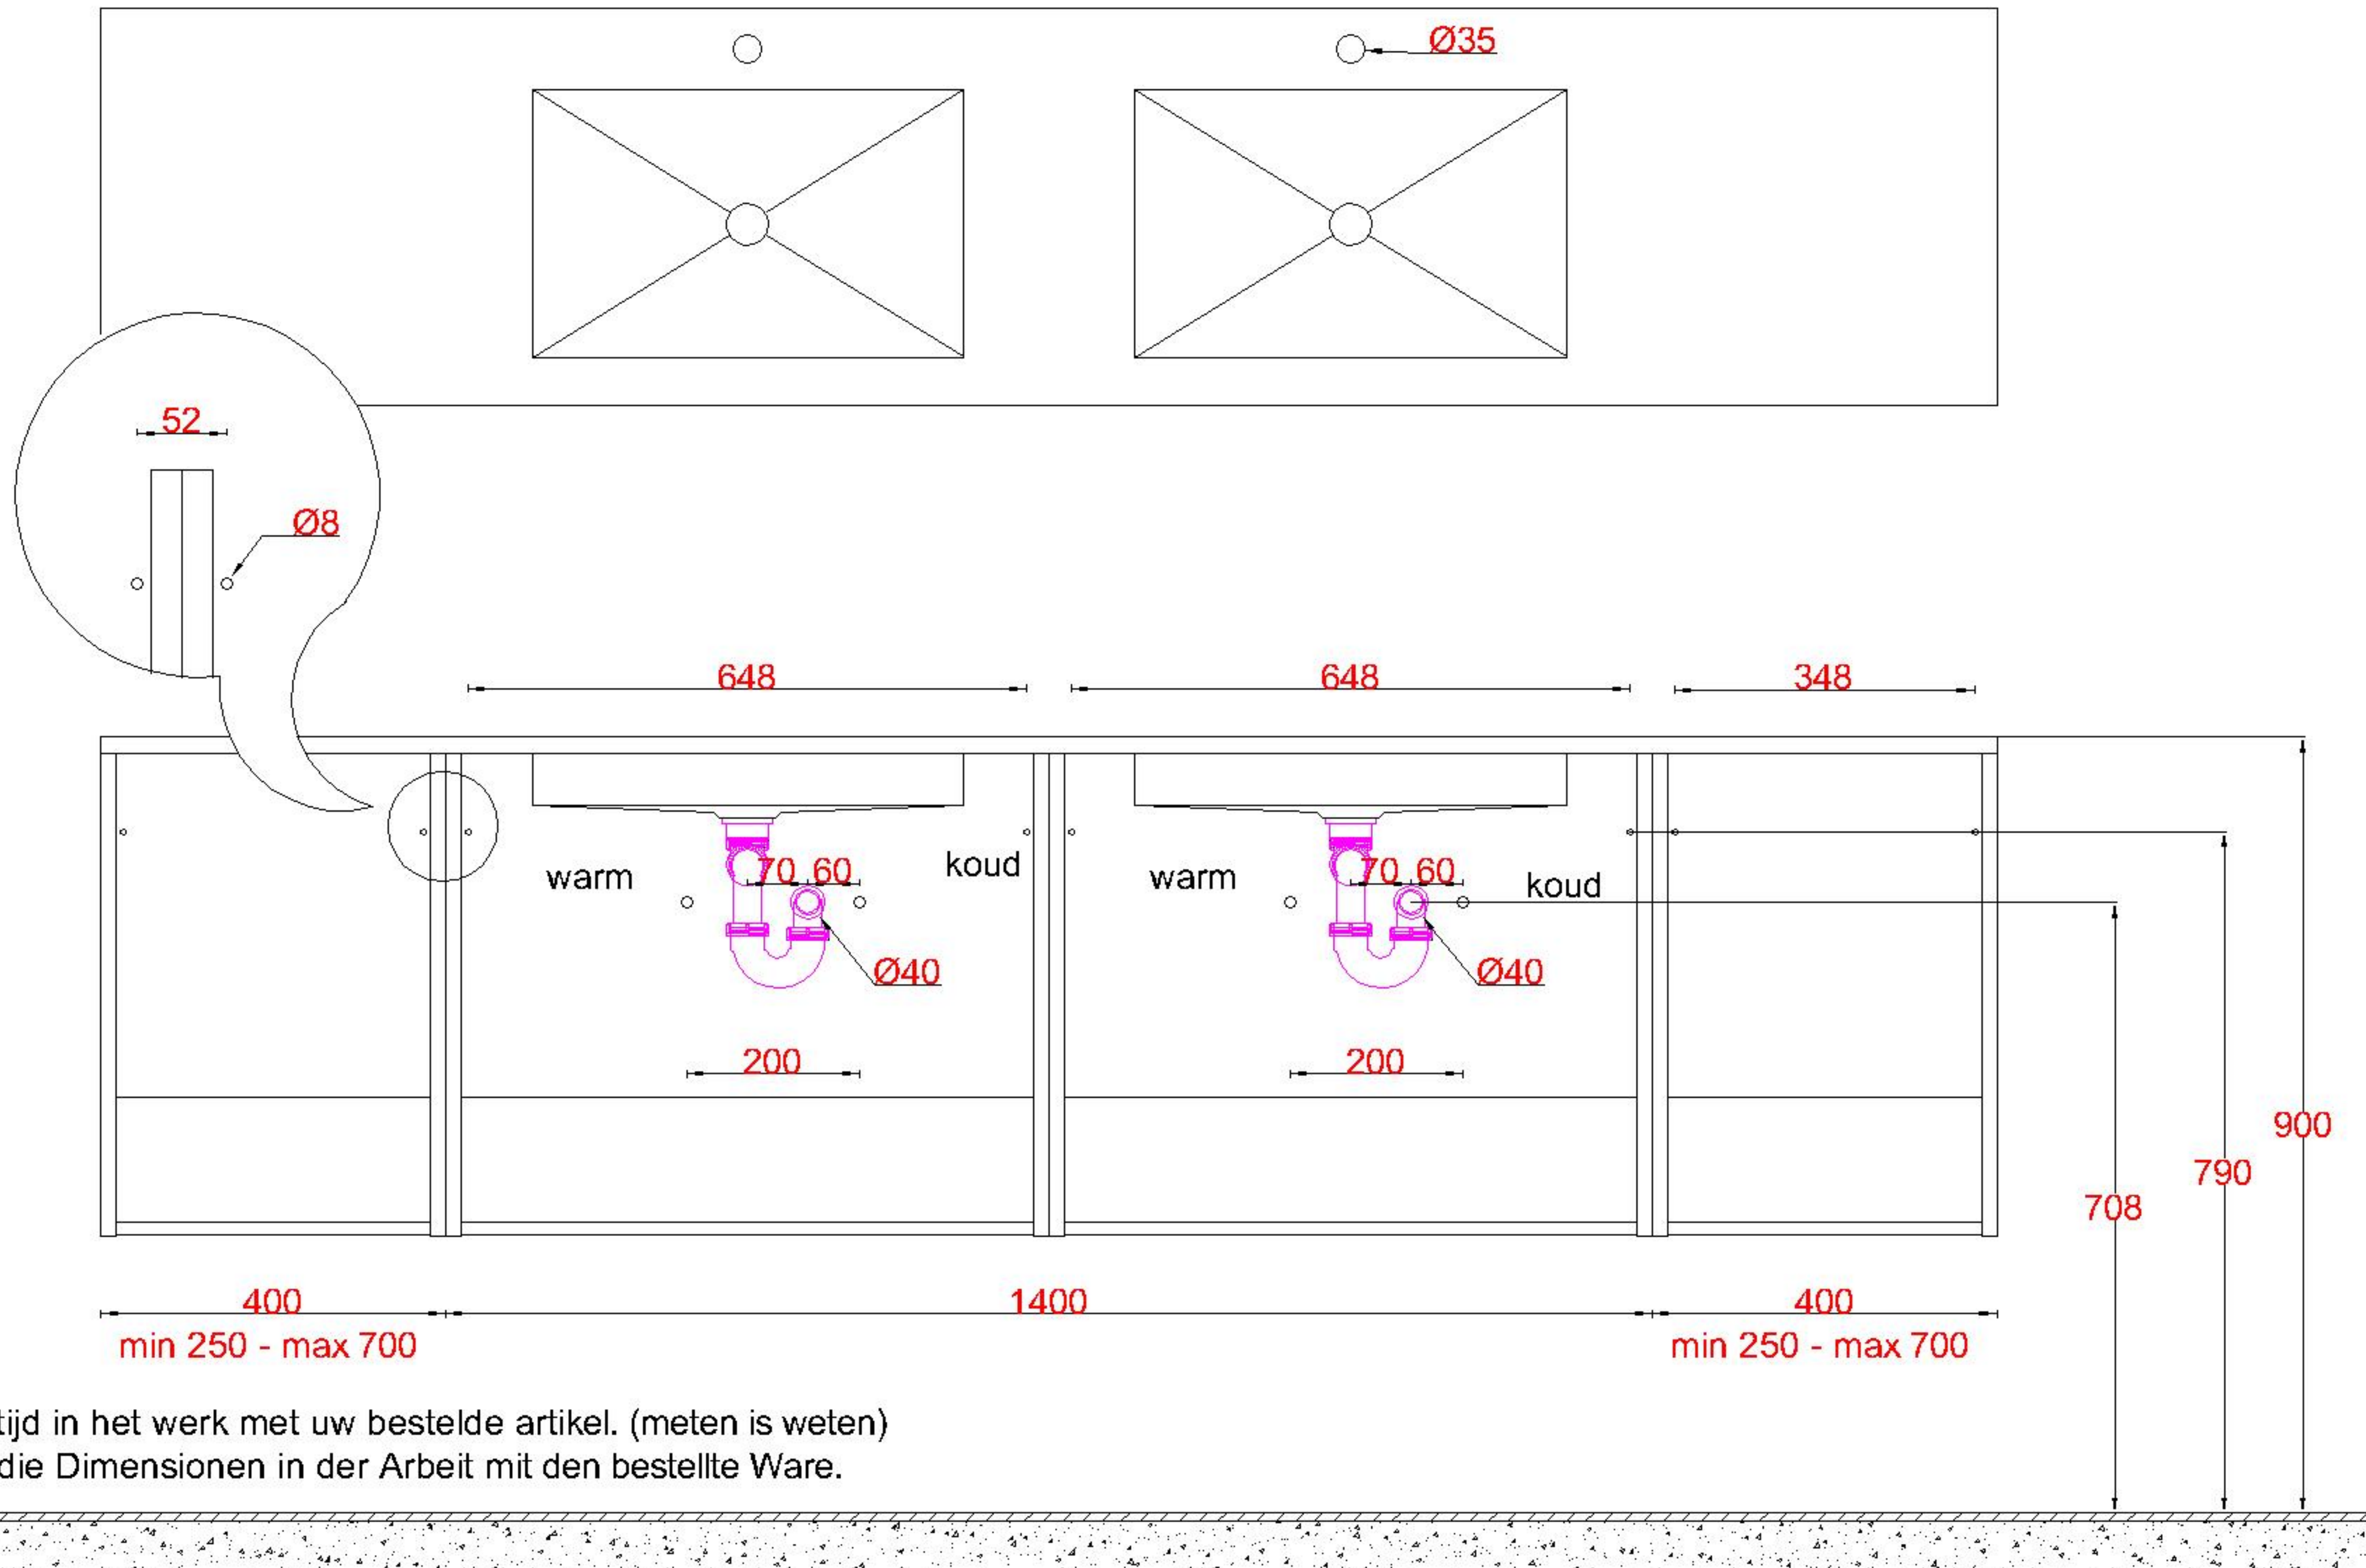 Ø35
52
Ø8
648
648
348
warm
70
60
koud
warm
70
60
koud
Ø40
Ø40
200
200
900
790
708
400
1400
400
min 250 - max 700
min 250 - max 700
tijd in het werk met uw bestelde artikel. (meten is weten)
die Dimensionen in der Arbeit mit den bestellte Ware.